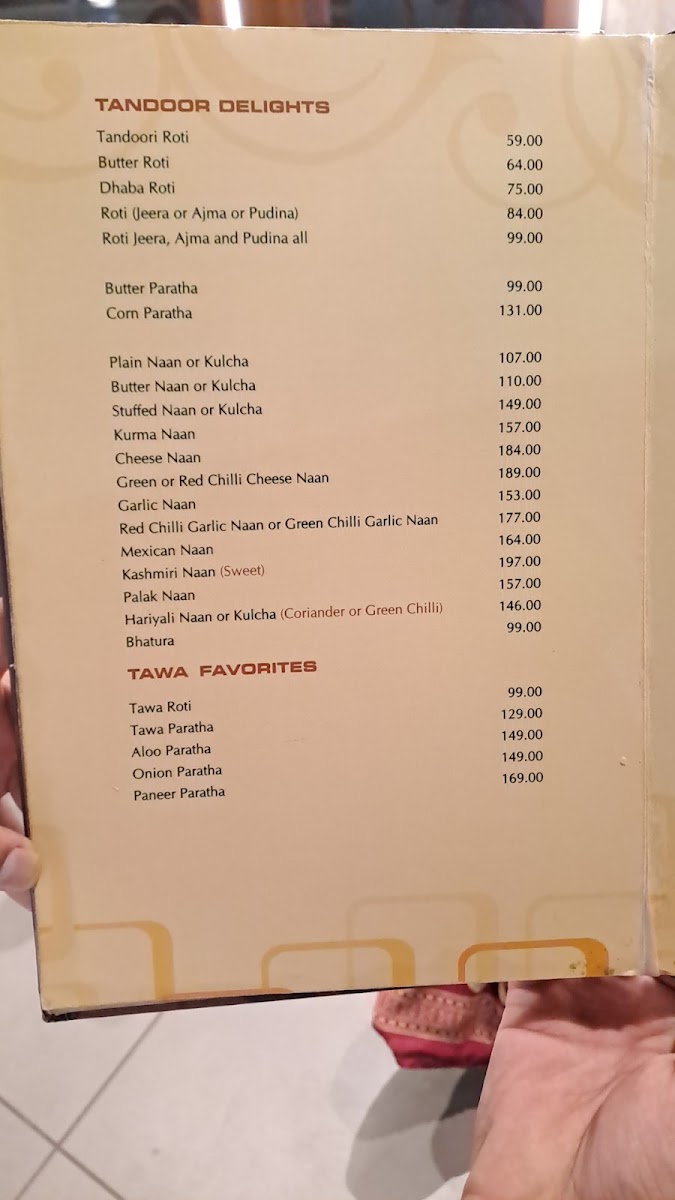 TANDOOR DELIGHTS
Tandoori Roti 59.00
Butter Roti 64.00
Dhaba Roti 75.00
Roti (Jeera or Ajma or Pudina) 84.00
Roti Jeera, Ajma and Pudina all 99.00
Butter Paratha 99.00
Corn Paratha 131.00
Plain Naan or Kulcha 107.00
Butter Naan or Kulcha 110.00
Stuffed Naan or Kulcha 149.00
Kurma Naan 157.00
Cheese Naan 184.00
Green or Red Chilli Cheese Naan 189.00
Garlic Naan 153.00
Red Chilli Garlic Naan or Green Chilli Garlic Naan 177.00
Mexican Naan 164.00
Kashmiri Naan (Sweet) 197.00
Palak Naan 157.00
Hariyali Naan or Kulcha (Coriander or Green Chilli) 146.00
Bhatura 99.00
TAWA FAVORITES
Tawa Roti 99.00
Tawa Paratha 129.00
Aloo Paratha 149.00
Onion Paratha 149.00
Paneer Paratha 169.00